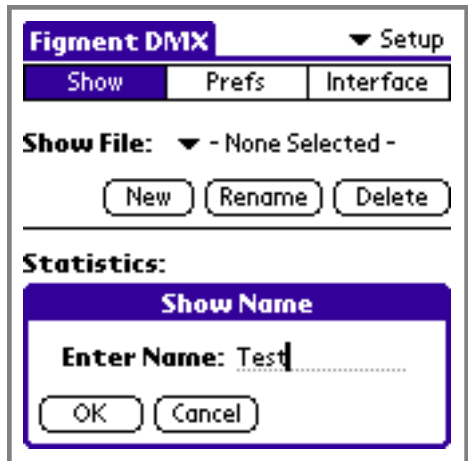 Figment DMX Setup
Show Prefs Interface
Show File: - None Selected -
New Rename Delete
Statistics:
Show Name
Enter Name: Test
OK Cancel